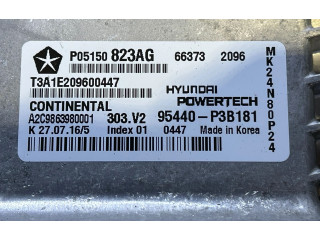 P05150 823AG 66373 2096
T3A1E209600447
HYUNDAI
CONTINENTAL POWERTECH
A2C9863980001 303.V2 95440-P3B181
K 27.07.16/5 Index 01 0447 Made in Korea
MK24N80P24